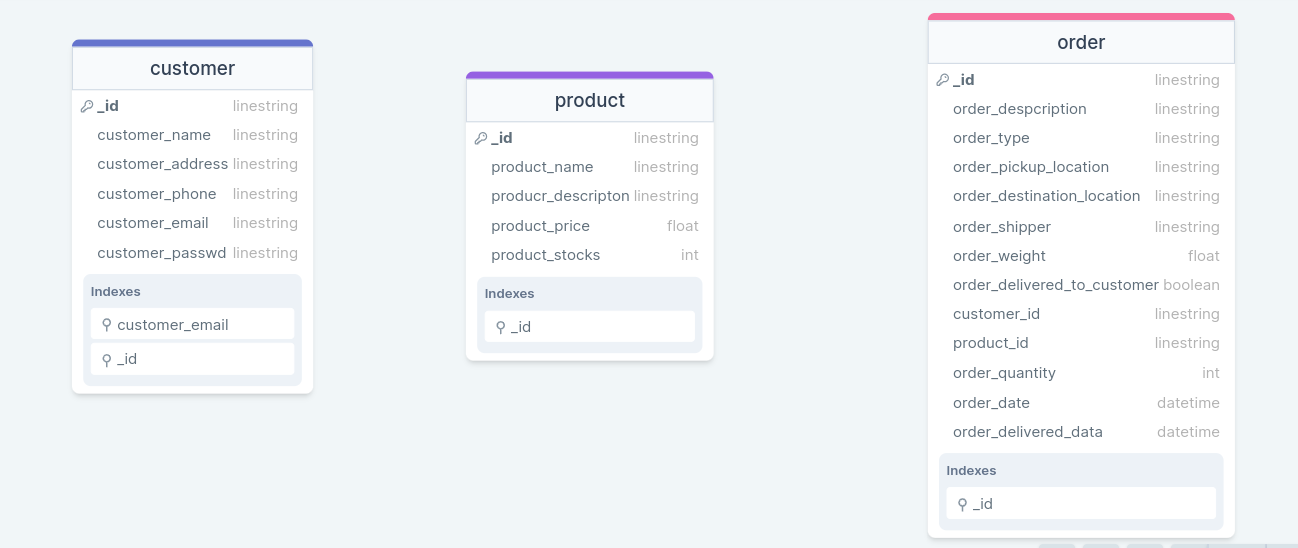 customer
_id linestring
customer_name linestring
customer_address linestring
customer_phone linestring
customer_email linestring
customer_passwd linestring
Indexes
customer_email
_id
product
_id linestring
product_name linestring
producr_descripton linestring
product_price float
product_stocks int
Indexes
_id
order
_id linestring
order_despcription linestring
order_type linestring
order_pickup_location linestring
order_destination_location linestring
order_shipper linestring
order_weight float
order_delivered_to_customer boolean
customer_id linestring
product_id linestring
order_quantity int
order_date datetime
order_delivered_data datetime
Indexes
_id